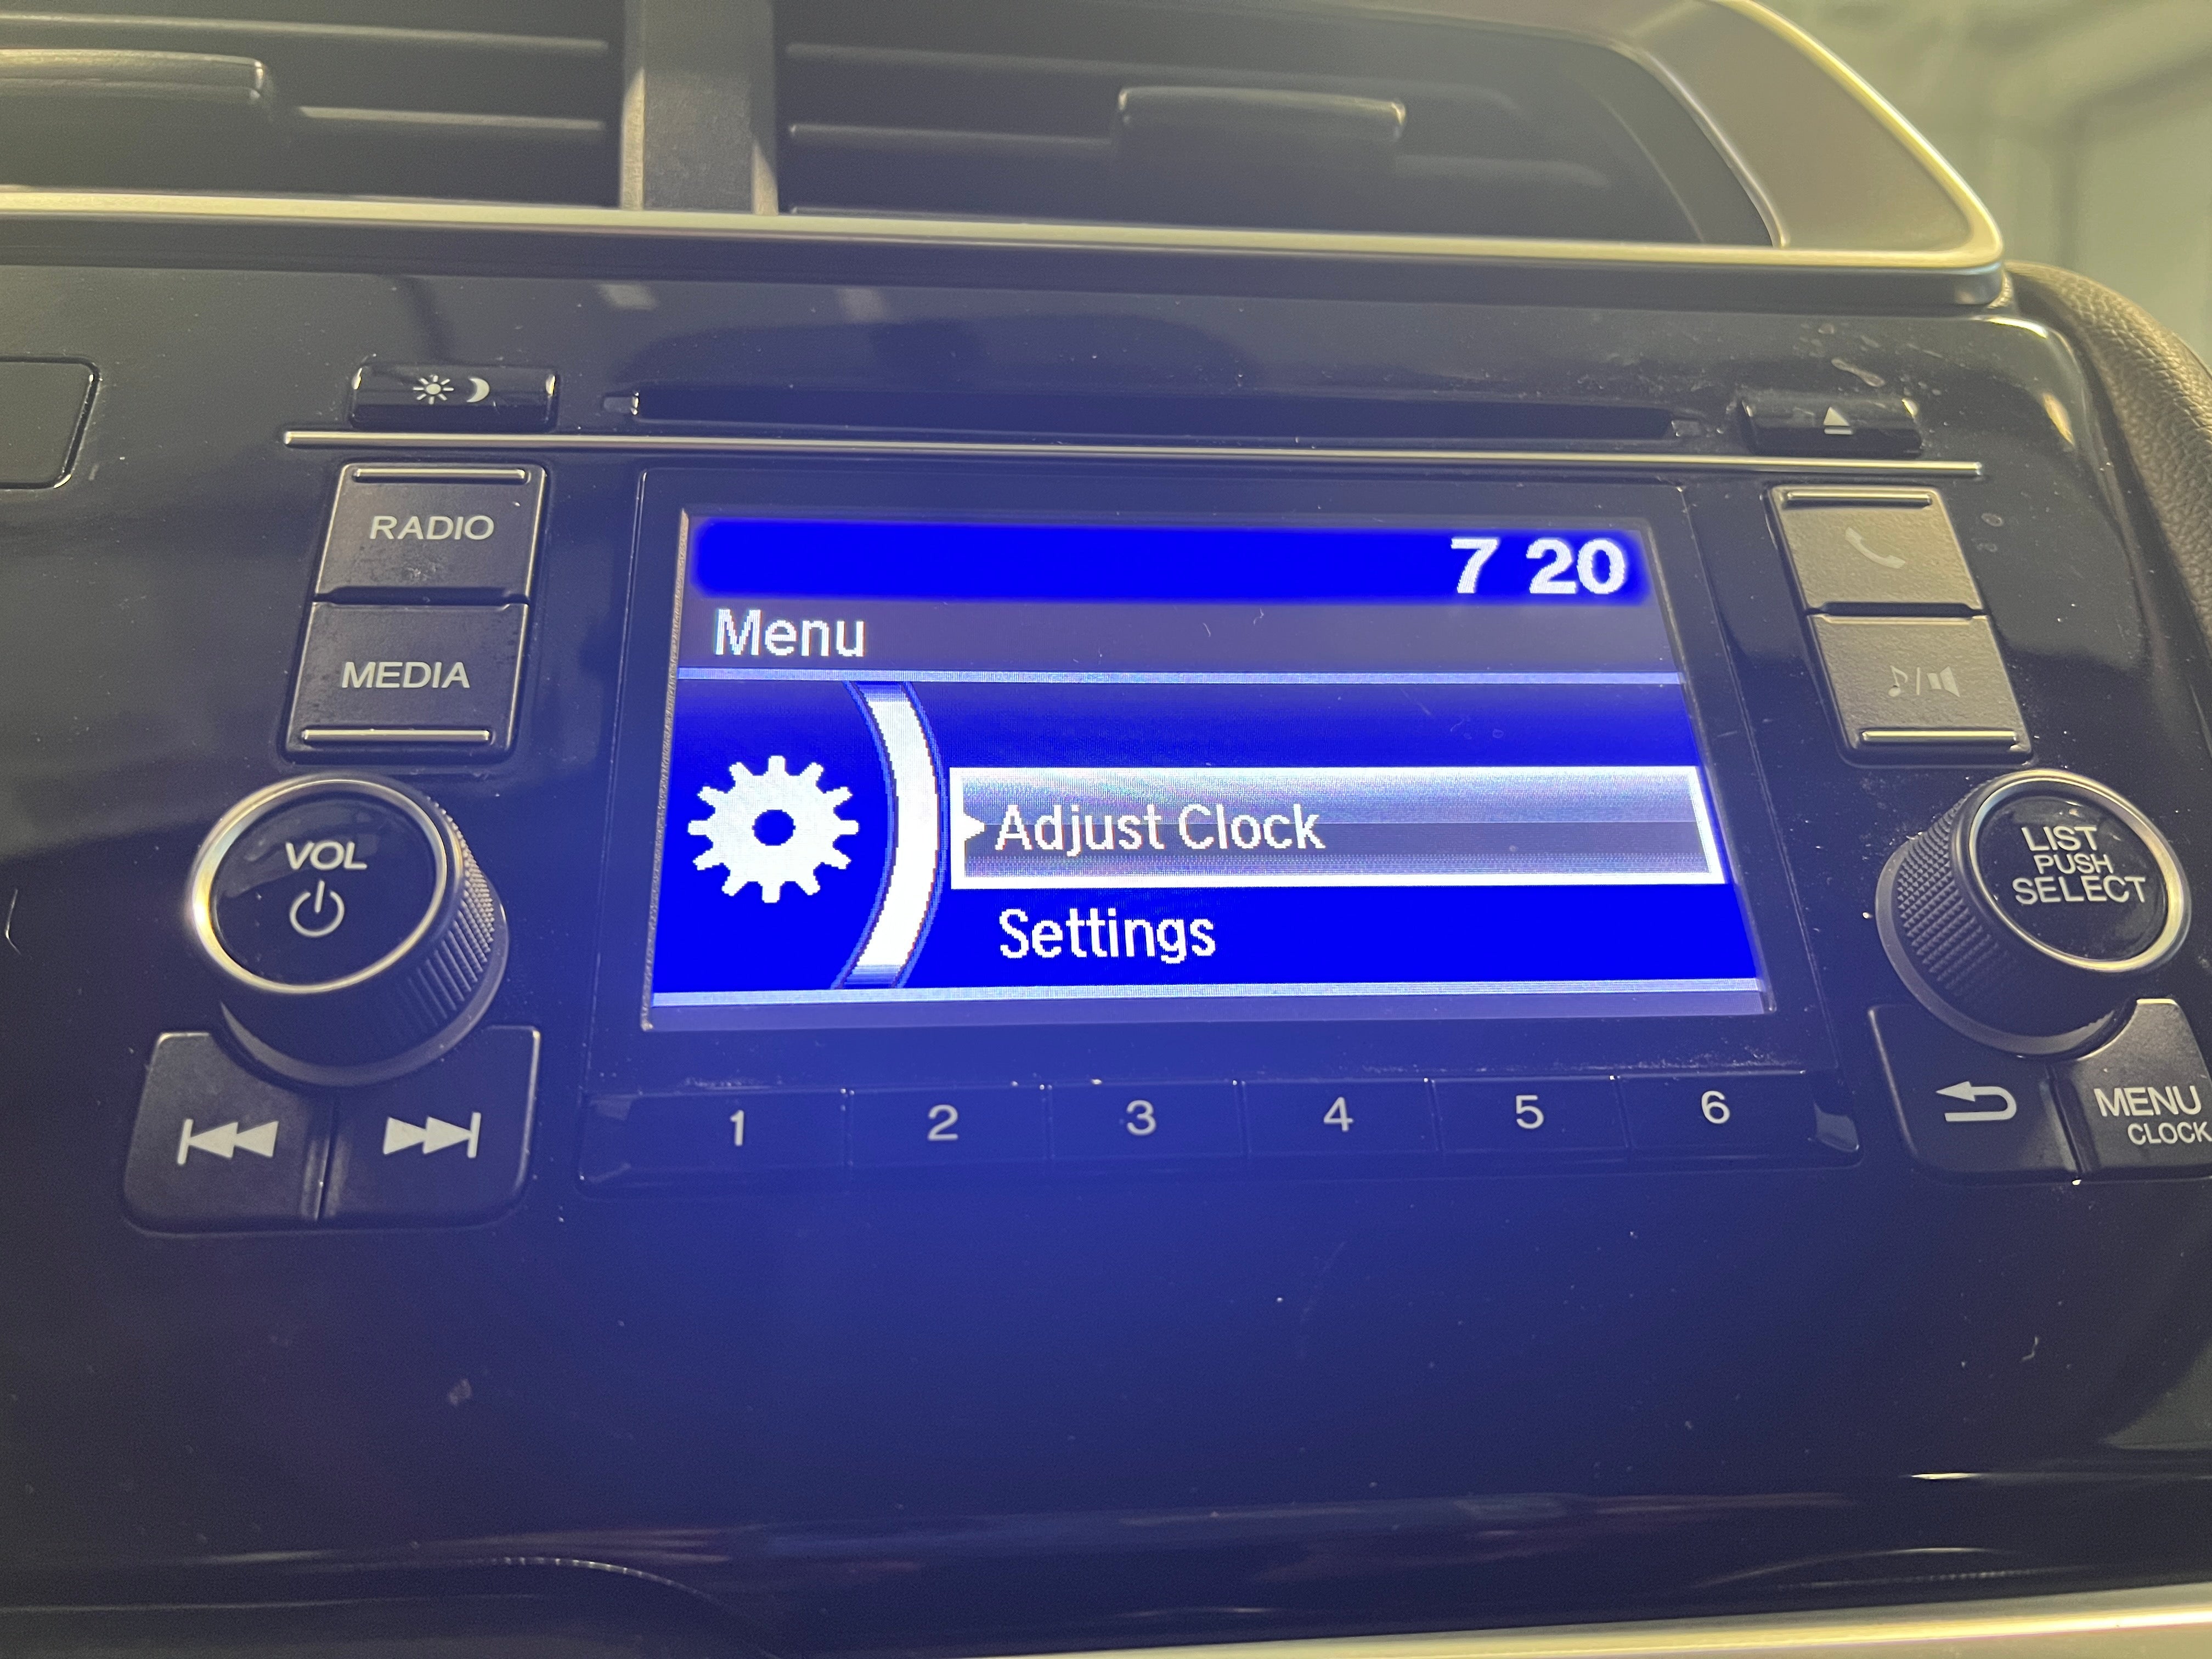 7 20
Menu
RADIO
MEDIA
Adjust Clock
Settings
VOL
LIST
PUSH
SELECT
1 2 3 4 5 6
MENU
CLOCK